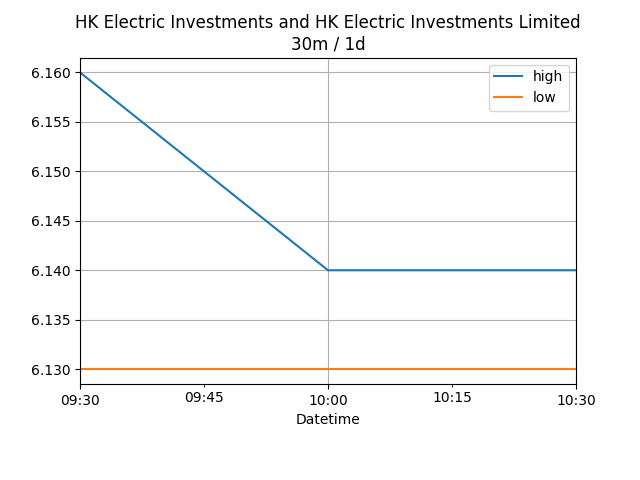 HK Electric Investments and HK Electric Investments Limited
30m / 1d
high
low
6.160
6.155
6.150
6.145
6.140
6.135
6.130
09:30
09:45
10:00
10:15
10:30
Datetime